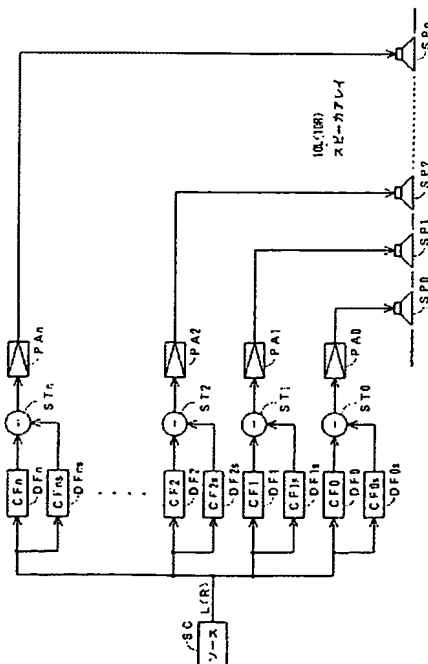 SC
ソース
L(R)
CFn
DFn
CFns
DFns
STn
PAn
CF2
DF2
CF2s
DF2s
ST2
PA2
CF1
DF1
CF1s
DF1s
ST1
PA1
CF0
DF0
CF0s
DF0s
ST0
PA0
10L(10R)
スピーカアレイ
SP0
SP1
SP2
SPn